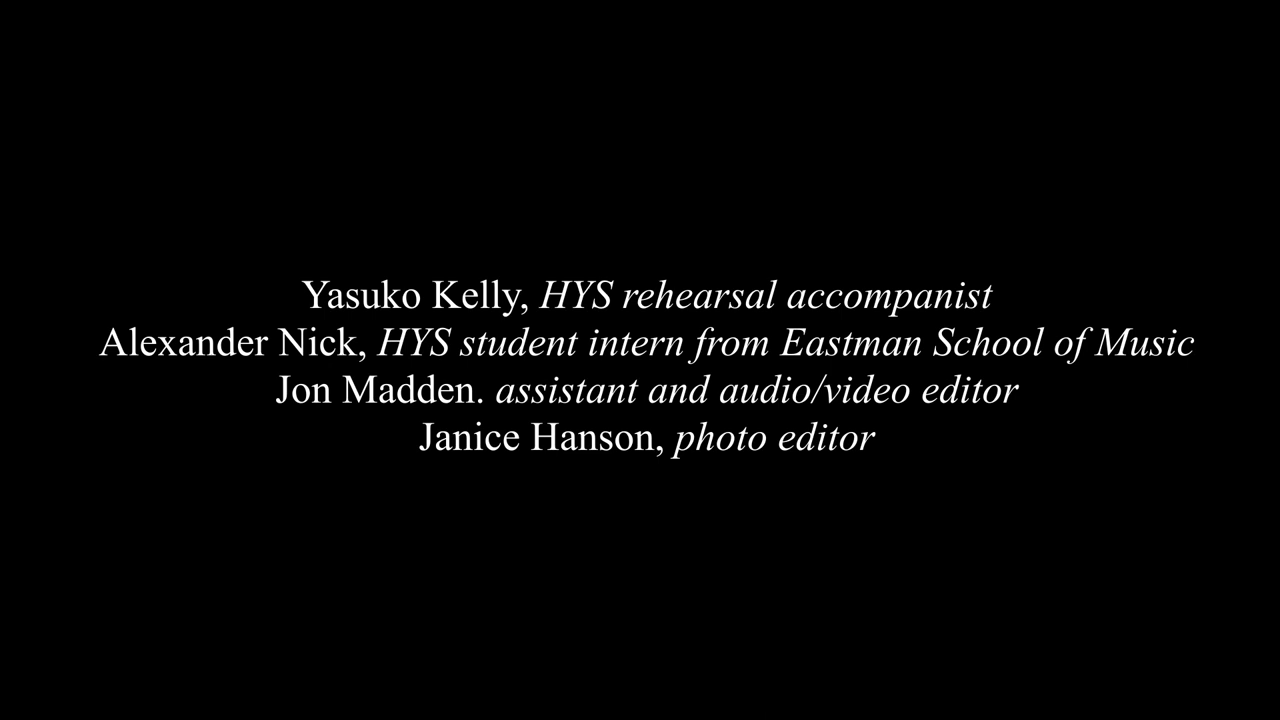 Yasuko Kelly, HYS rehearsal accompanist
Alexander Nick, HYS student intern from Eastman School of Music
Jon Madden. assistant and audio/video editor
Janice Hanson, photo editor